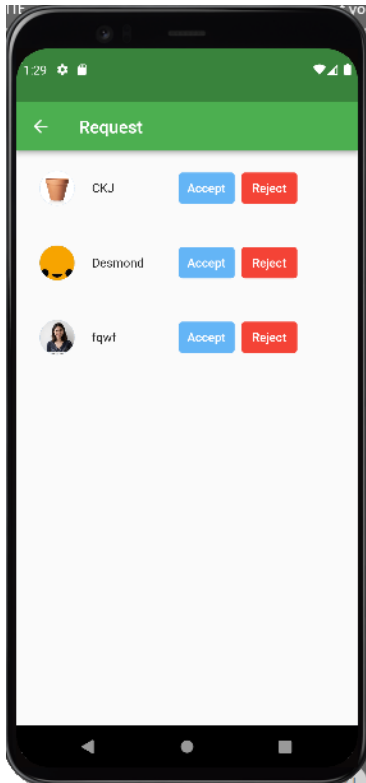 1:29
Request
CKJ Accept Reject
Desmond Accept Reject
fqwf Accept Reject